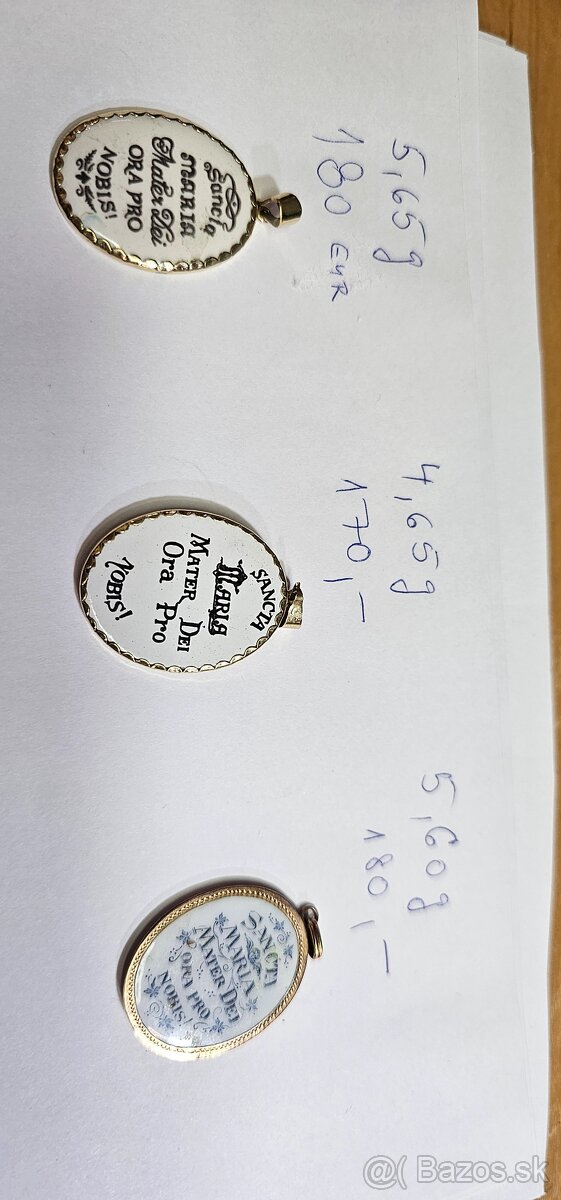 5,65g
180 EUR
Sancta
MARIA
Mater Dei
ORA PRO
NOBIS!
4,65g
170,-
SANCTA
MARIA
MATER DEI
Ora Pro
NOBIS!
5,60g
180,-
SANCTA
MARIA
MATER DEI
ORA PRO
NOBIS!
@( Bazos.sk